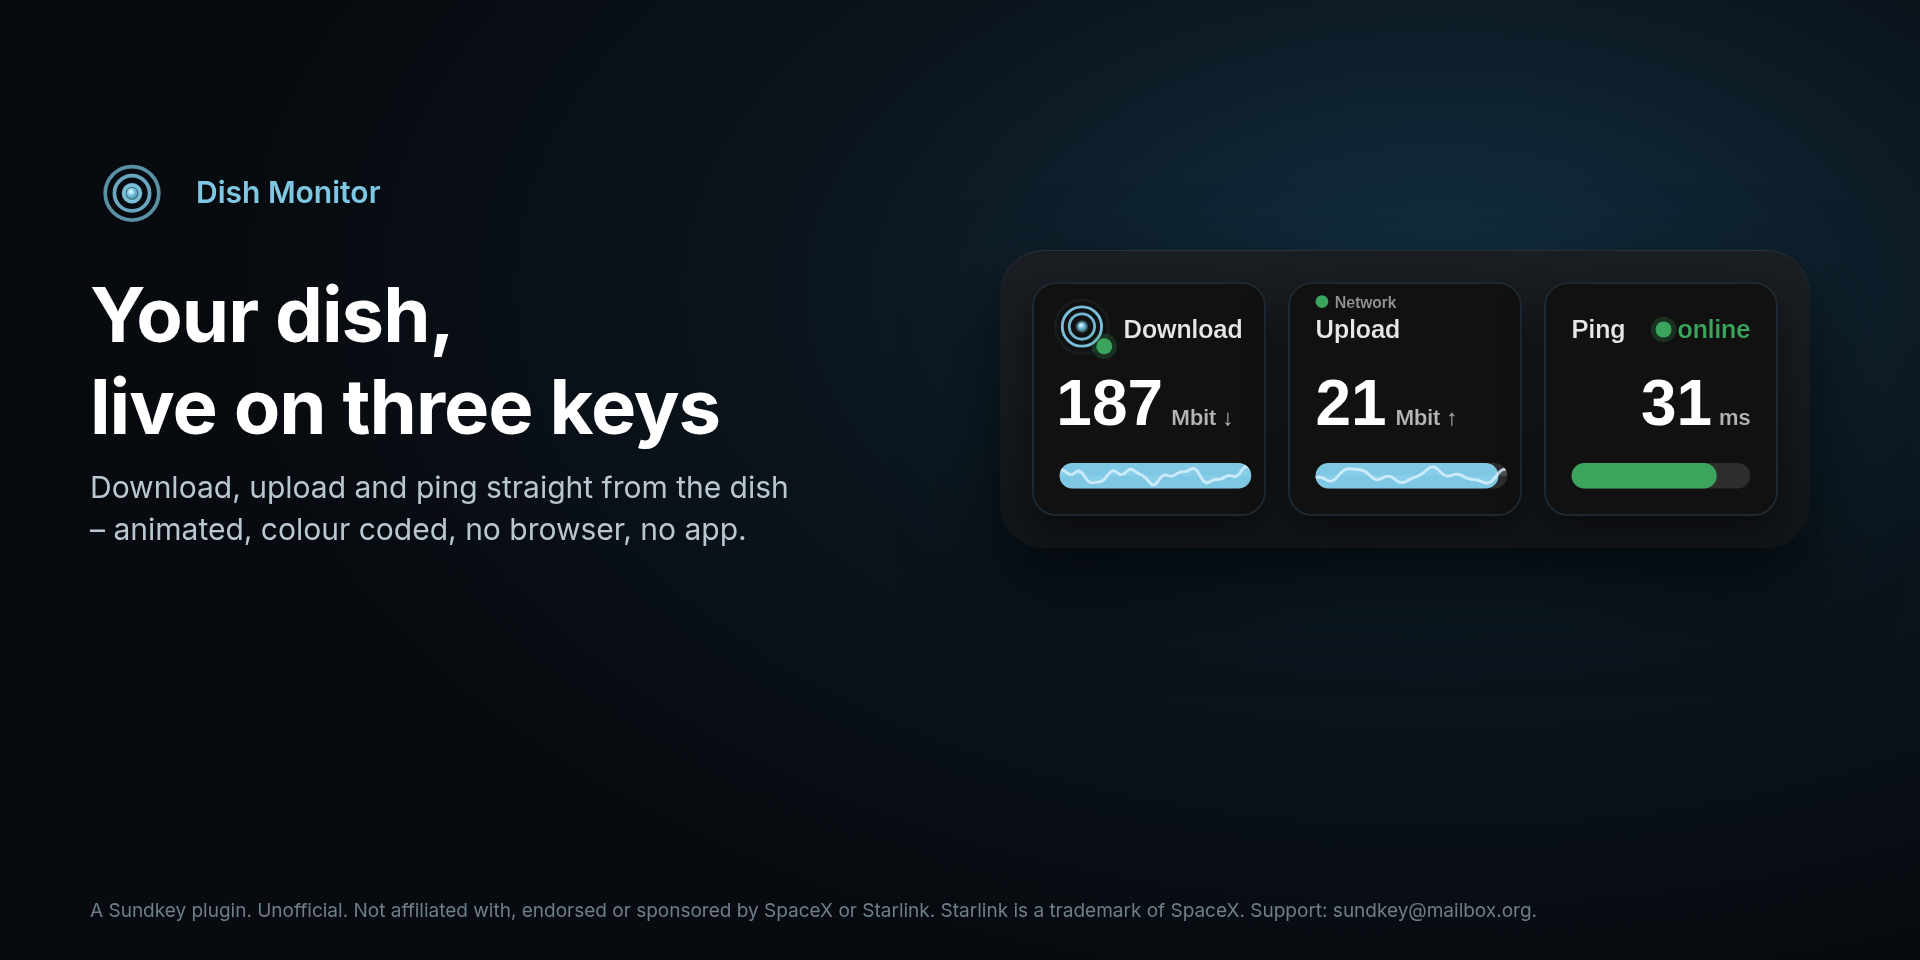 Dish Monitor
Your dish,
live on three keys
Download, upload and ping straight from the dish
– animated, colour coded, no browser, no app.
Download
187 Mbit ↓
Network
Upload
21 Mbit ↑
Ping online
31 ms
A Sundkey plugin. Unofficial. Not affiliated with, endorsed or sponsored by SpaceX or Starlink. Starlink is a trademark of SpaceX. Support: sundkey@mailbox.org.